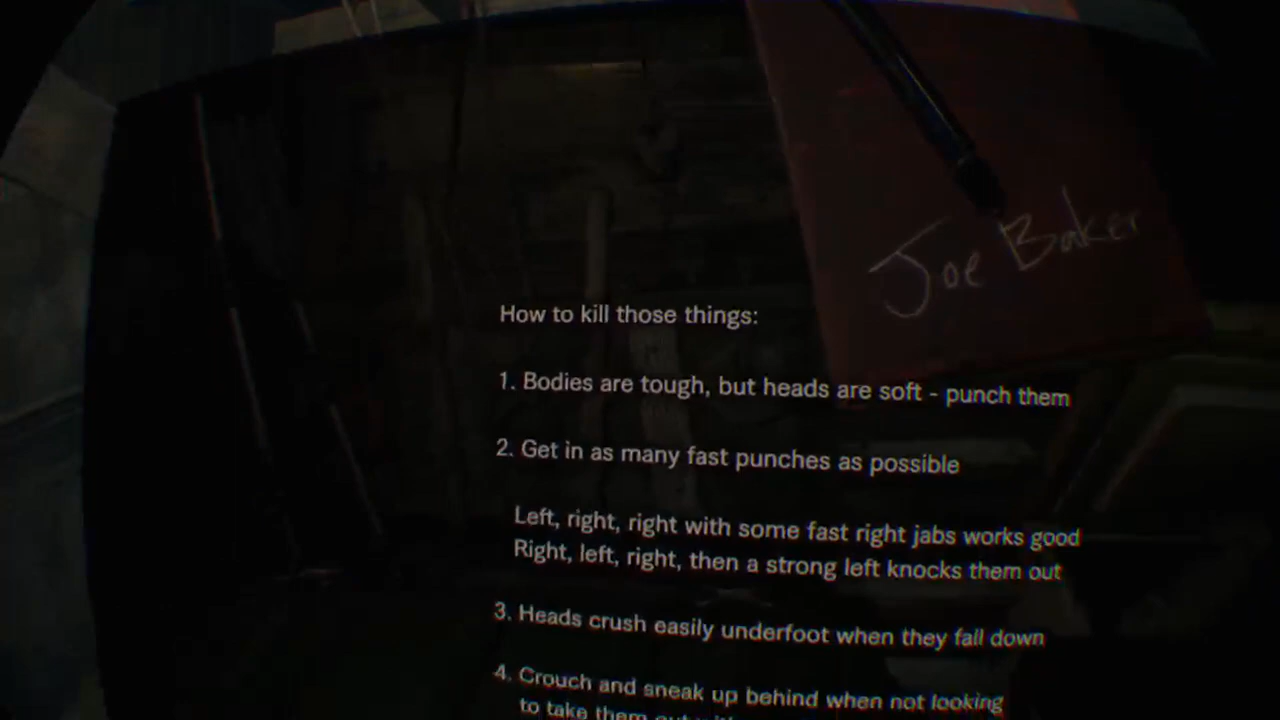 Joe Baker
How to kill those things:
1. Bodies are tough, but heads are soft - punch them
2. Get in as many fast punches as possible
Left, right, right with some fast right jabs works good
Right, left, right, then a strong left knocks them out
3. Heads crush easily underfoot when they fall down
4. Crouch and sneak up behind when not looking
to take them out